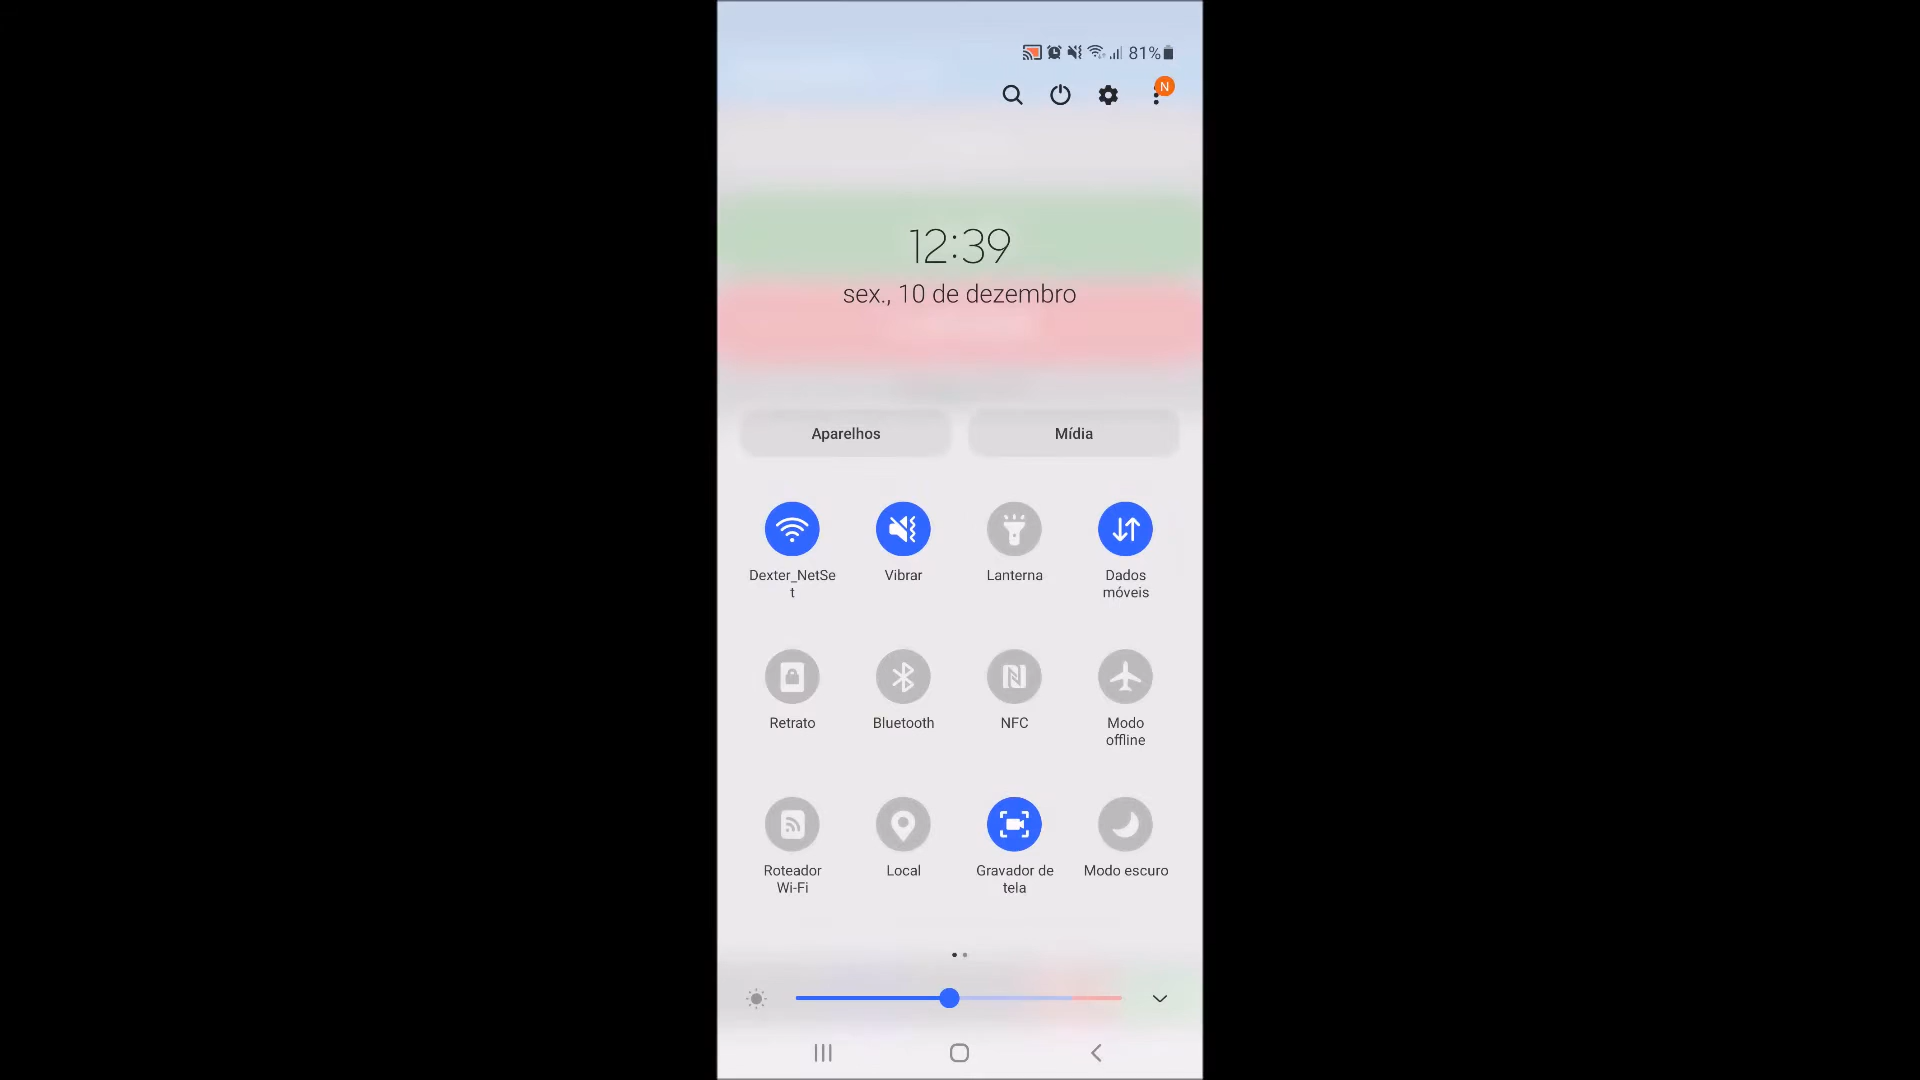 81%
N
12:39
sex., 10 de dezembro
Aparelhos
Mídia
Dexter_NetSe
t
Vibrar
Lanterna
Dados
móveis
Retrato
Bluetooth
NFC
Modo
offline
Roteador
Wi-Fi
Local
Gravador de
tela
Modo escuro